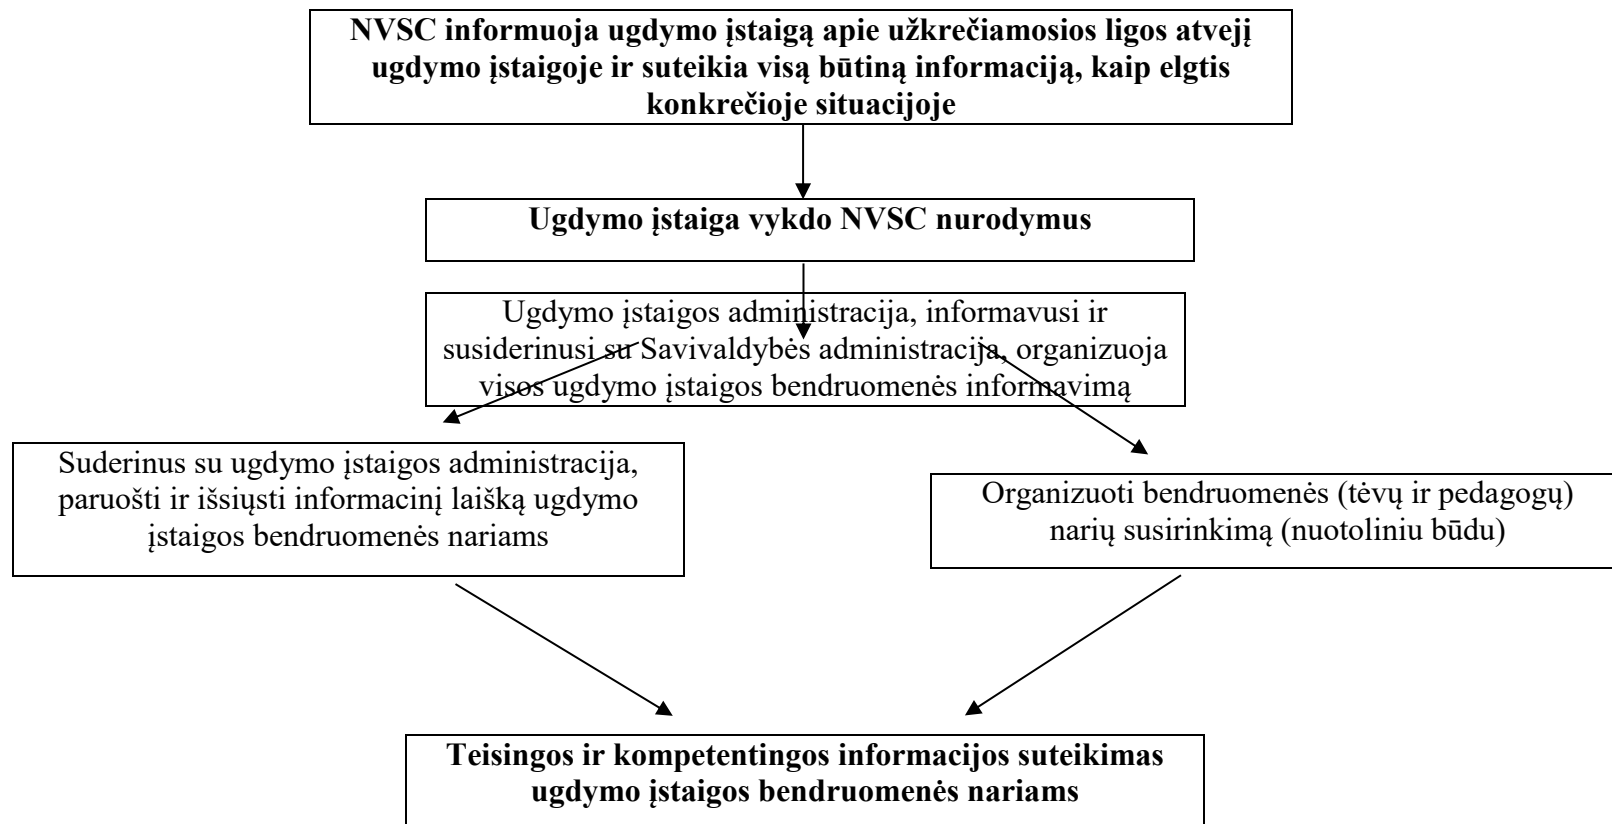 NVSC informuoja ugdymo įstaigą apie užkrečiamosios ligos atvejį
ugdymo įstaigoje ir suteikia visą būtiną informaciją, kaip elgtis
konkrečioje situacijoje
Ugdymo įstaiga vykdo NVSC nurodymus
Ugdymo įstaigos administracija, informavusi ir
susiderinusi su Savivaldybės administracija, organizuoja
visos ugdymo įstaigos bendruomenės informavimą
Suderinus su ugdymo įstaigos administracija,
paruošti ir išsiųsti informacinį laišką ugdymo
įstaigos bendruomenės nariams
Organizuoti bendruomenės (tėvų ir pedagogų)
narių susirinkimą (nuotoliniu būdu)
Teisingos ir kompetentingos informacijos suteikimas
ugdymo įstaigos bendruomenės nariams